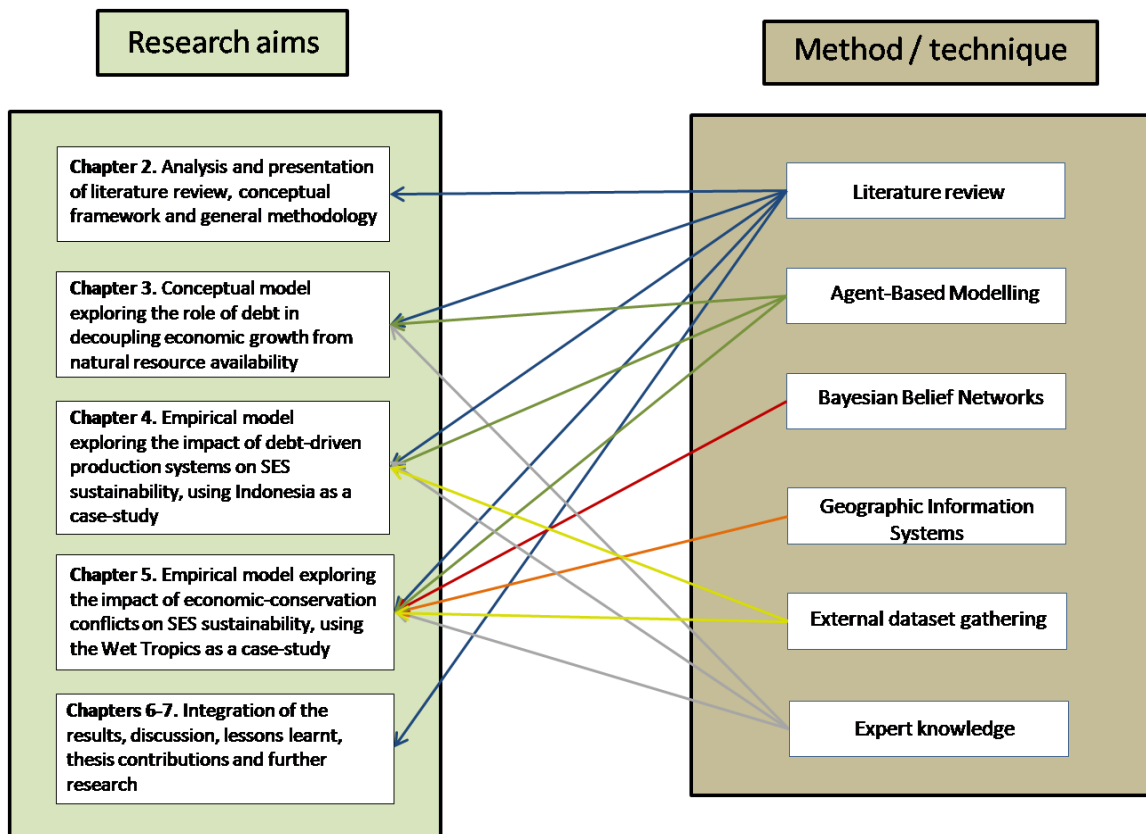 Research aims
Chapter 2. Analysis and presentation
of literature review, conceptual
framework and general methodology
Chapter 3. Conceptual model
exploring the role of debt in
decoupling economic growth from
natural resource availability
Chapter 4. Empirical model
exploring the impact of debt-driven
production systems on SES
sustainability, using Indonesia as a
case-study
Chapter 5. Empirical model exploring
the impact of economic-conservation
conflicts on SES sustainability, using
the Wet Tropics as a case-study
Chapters 6-7. Integration of the
results, discussion, lessons learnt,
thesis contributions and further
research
Method / technique
Literature review
Agent-Based Modelling
Bayesian Belief Networks
Geographic Information
Systems
External dataset gathering
Expert knowledge